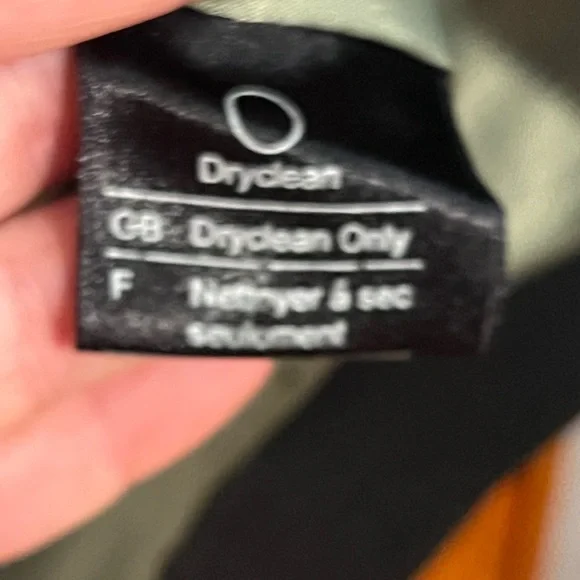 Dryclean
GB Dryclean Only
F Nettoyer à sec
seulement